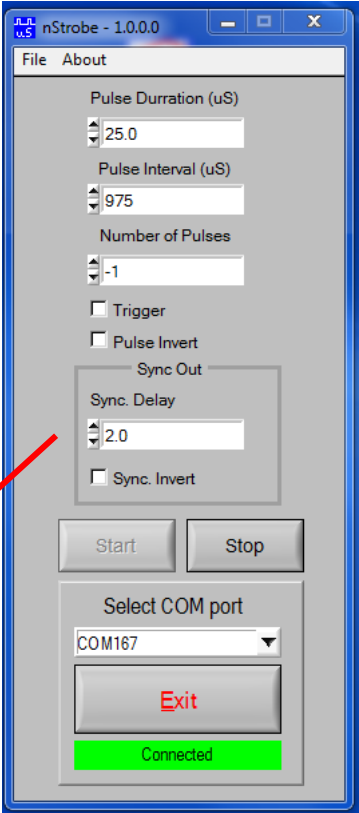 nStrobe - 1.0.0.0
File About
Pulse Durration (uS)
25.0
Pulse Interval (uS)
975
Number of Pulses
-1
Trigger
Pulse Invert
Sync Out
Sync. Delay
2.0
Sync. Invert
Start Stop
Select COM port
COM167
Exit
Connected